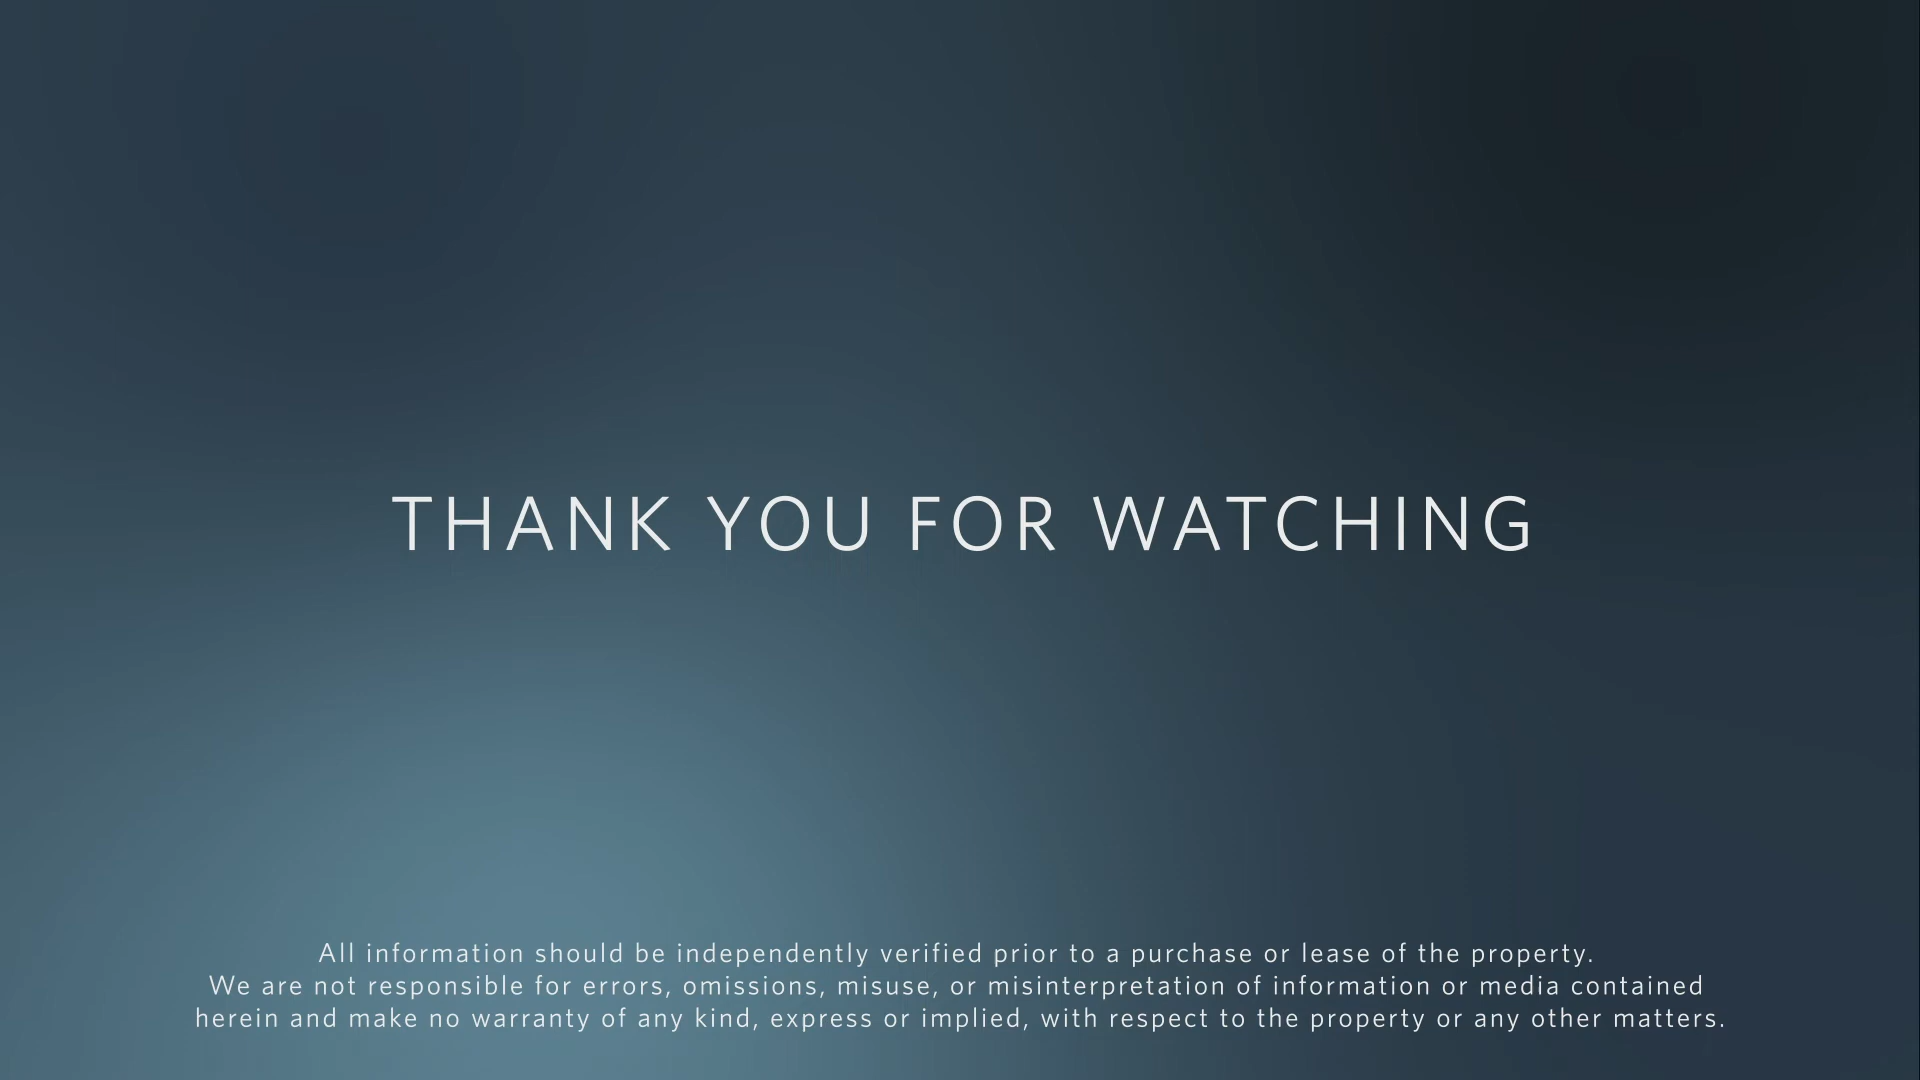 THANK YOU FOR WATCHING
All information should be independently verified prior to a purchase or lease of the property.
We are not responsible for errors, omissions, misuse, or misinterpretation of information or media contained
herein and make no warranty of any kind, express or implied, with respect to the property or any other matters.